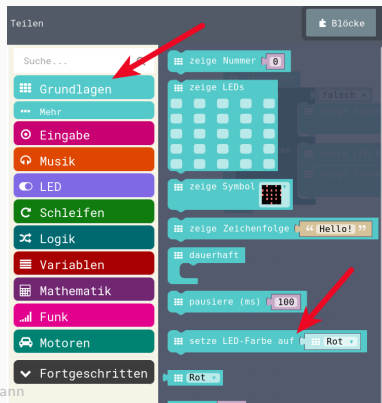 Teilen
Blöcke
Suche...
Grundlagen
Mehr
Eingabe
Musik
LED
Schleifen
Logik
Variablen
Mathematik
Funk
Motoren
Fortgeschritten
zeige Nummer 0
zeige LEDs
zeige Symbol
zeige Zeichenfolge “ Hello! ”
dauerhaft
pausiere (ms) 100
setze LED-Farbe auf Rot
Rot
falsch
ann